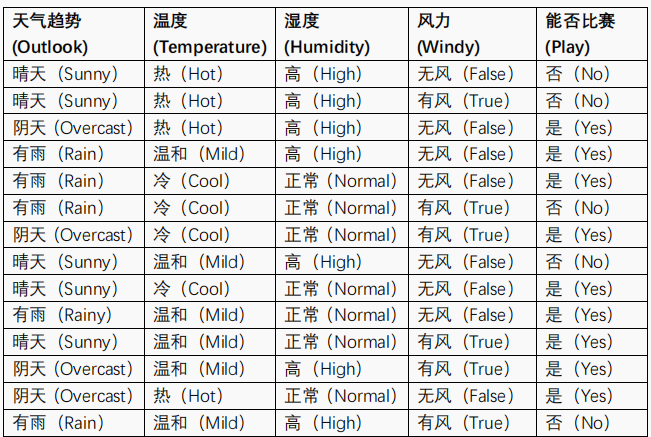 天气趋势 温度 湿度 风力 能否比赛
(Outlook) (Temperature) (Humidity) (Windy) (Play)
晴天（Sunny） 热（Hot） 高（High） 无风（False） 否（No）
晴天（Sunny） 热（Hot） 高（High） 有风（True） 否（No）
阴天（Overcast） 热（Hot） 高（High） 无风（False） 是（Yes）
有雨（Rain） 温和（Mild） 高（High） 无风（False） 是（Yes）
有雨（Rain） 冷（Cool） 正常（Normal） 无风（False） 是（Yes）
有雨（Rain） 冷（Cool） 正常（Normal） 有风（True） 否（No）
阴天（Overcast） 冷（Cool） 正常（Normal） 有风（True） 是（Yes）
晴天（Sunny） 温和（Mild） 高（High） 无风（False） 否（No）
晴天（Sunny） 冷（Cool） 正常（Normal） 无风（False） 是（Yes）
有雨（Rainy） 温和（Mild） 正常（Normal） 无风（False） 是（Yes）
晴天（Sunny） 温和（Mild） 正常（Normal） 有风（True） 是（Yes）
阴天（Overcast） 温和（Mild） 高（High） 有风（True） 是（Yes）
阴天（Overcast） 热（Hot） 正常（Normal） 无风（False） 是（Yes）
有雨（Rain） 温和（Mild） 高（High） 有风（True） 否（No）